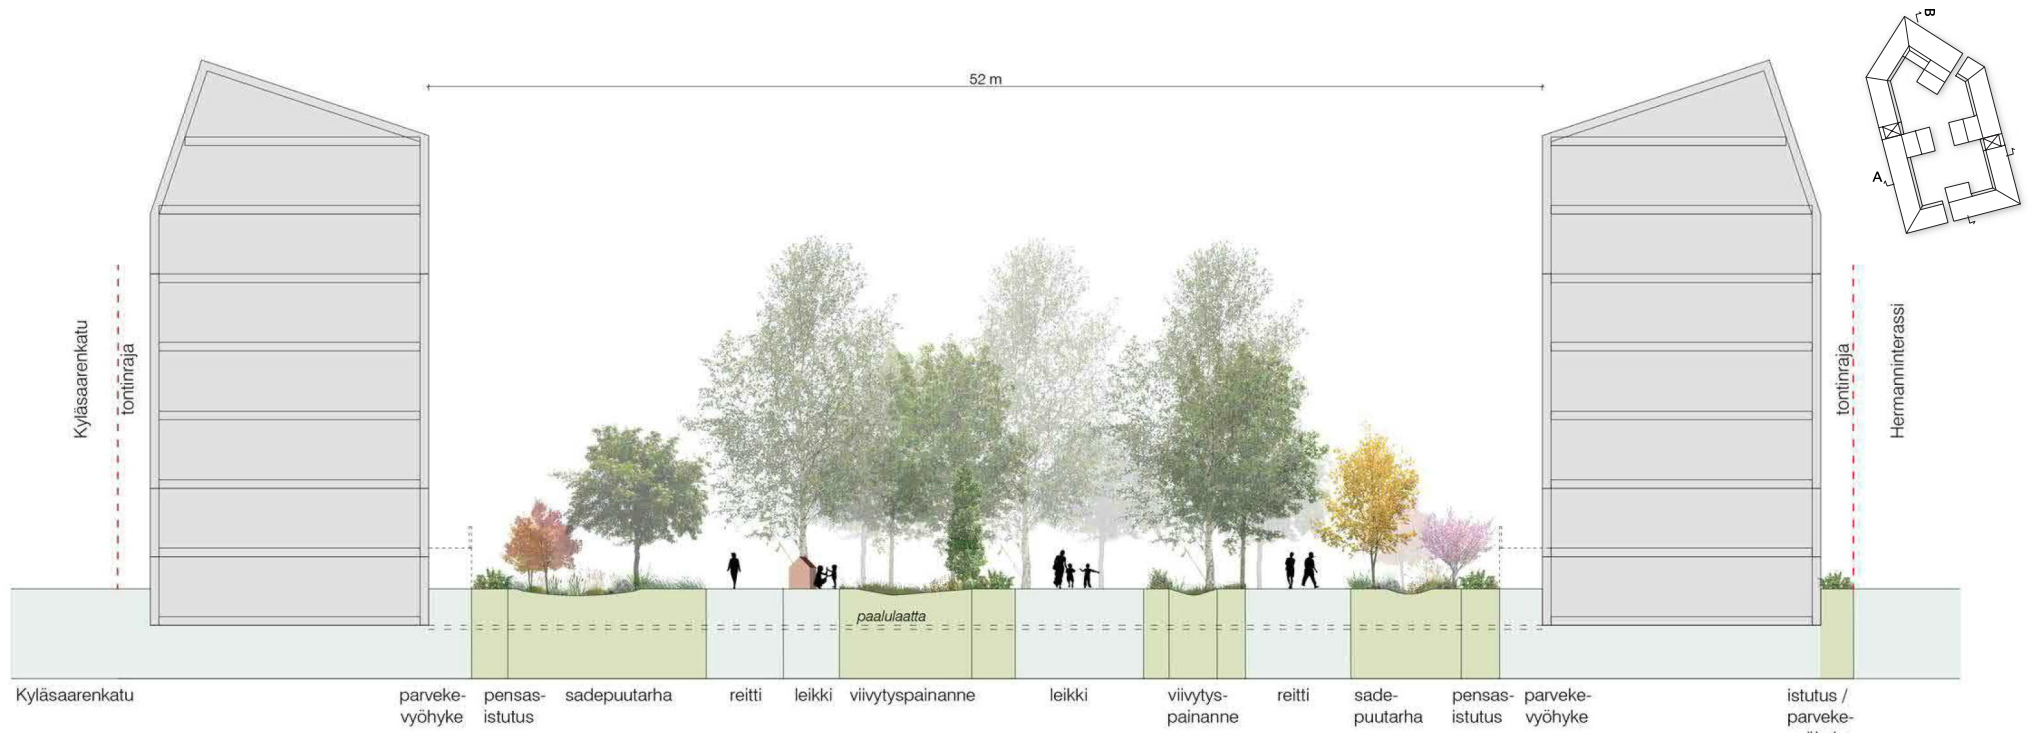 52 m
B
A
Kyläsaarenkatu
tontinraja
tontinraja
Hermanninterassi
paalulaatta
Kyläsaarenkatu
parveke-
vyöhyke
pensas-
istutus
sadepuutarha
reitti
leikki
viivytyspainanne
leikki
viivytys-
painanne
reitti
sade-
puutarha
pensas-
istutus
parveke-
vyöhyke
istutus /
parveke-